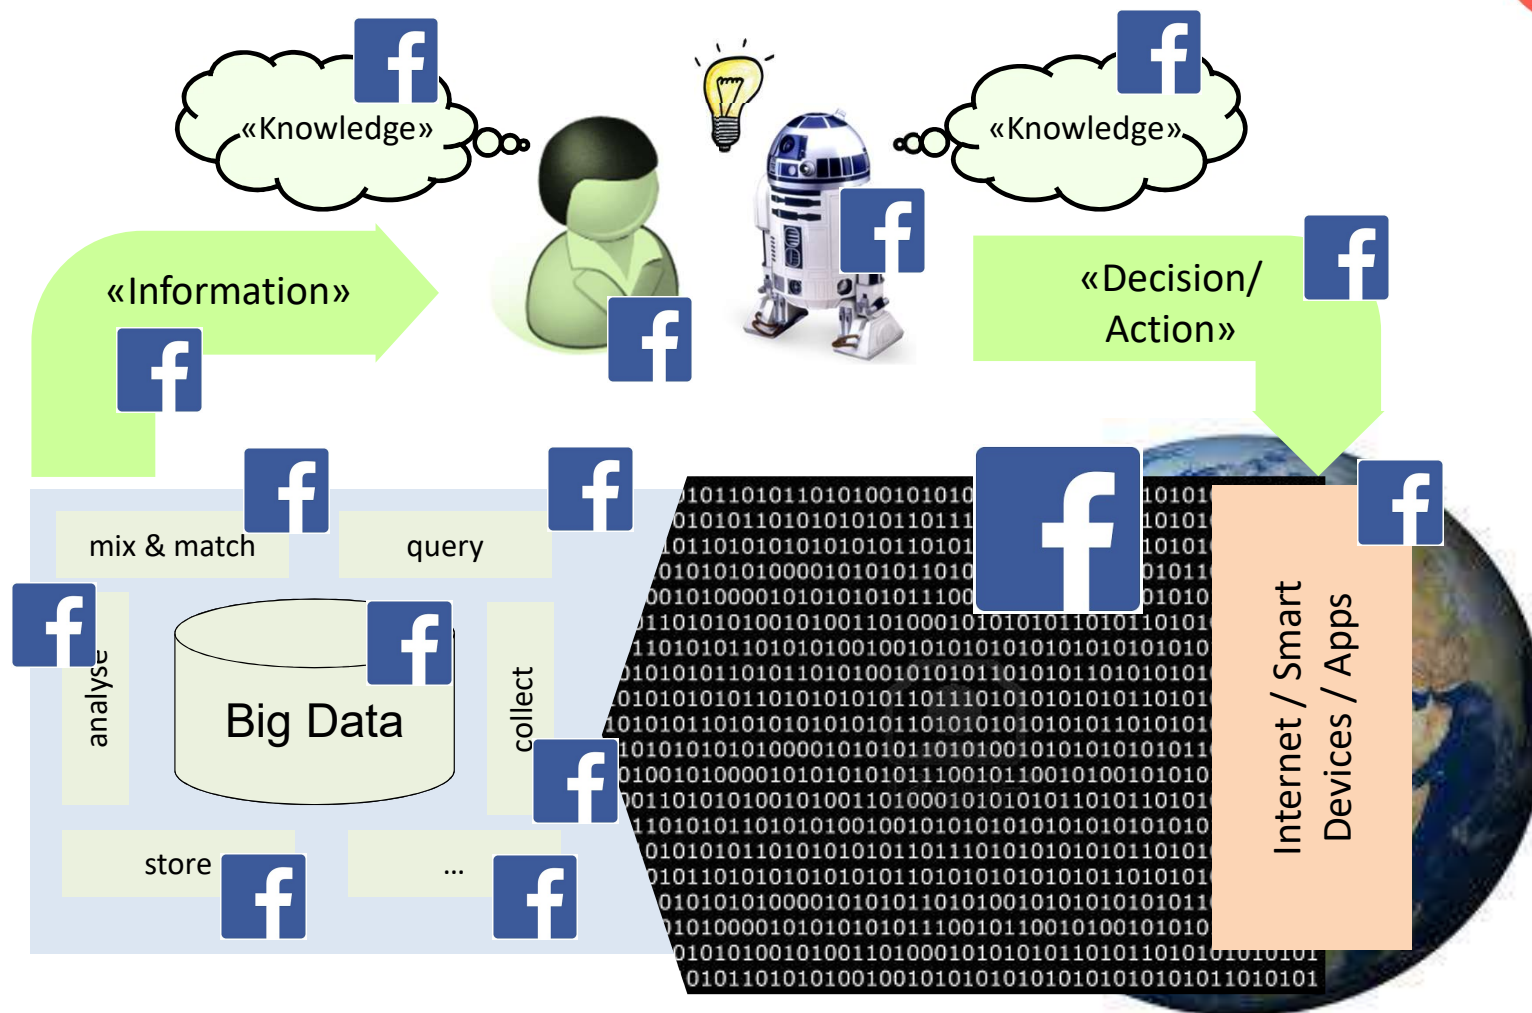 «Knowledge»
«Knowledge»
«Information»
«Decision/
Action»
mix & match
query
analyse
Big Data
collect
store
...
Internet / Smart
Devices / Apps